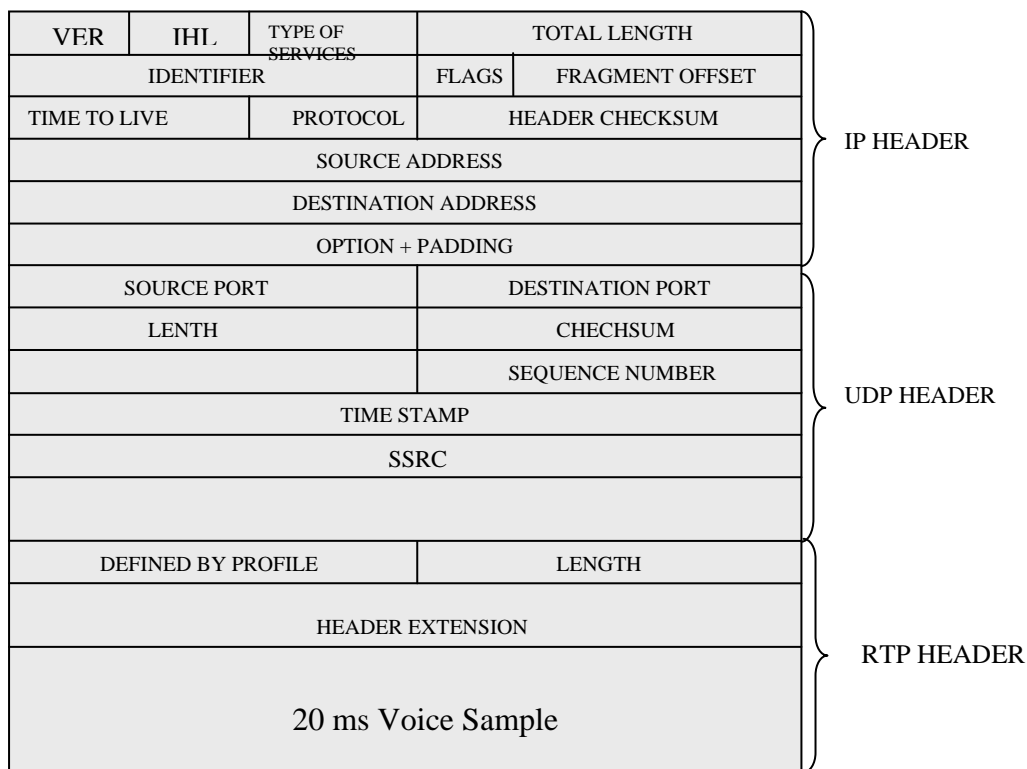 VER IHL TYPE OF SERVICES TOTAL LENGTH
IDENTIFIER FLAGS FRAGMENT OFFSET
TIME TO LIVE PROTOCOL HEADER CHECKSUM
IP HEADER
SOURCE ADDRESS
DESTINATION ADDRESS
OPTION + PADDING
SOURCE PORT DESTINATION PORT
LENTH CHECHSUM
SEQUENCE NUMBER
UDP HEADER
TIME STAMP
SSRC
DEFINED BY PROFILE LENGTH
HEADER EXTENSION
RTP HEADER
20 ms Voice Sample